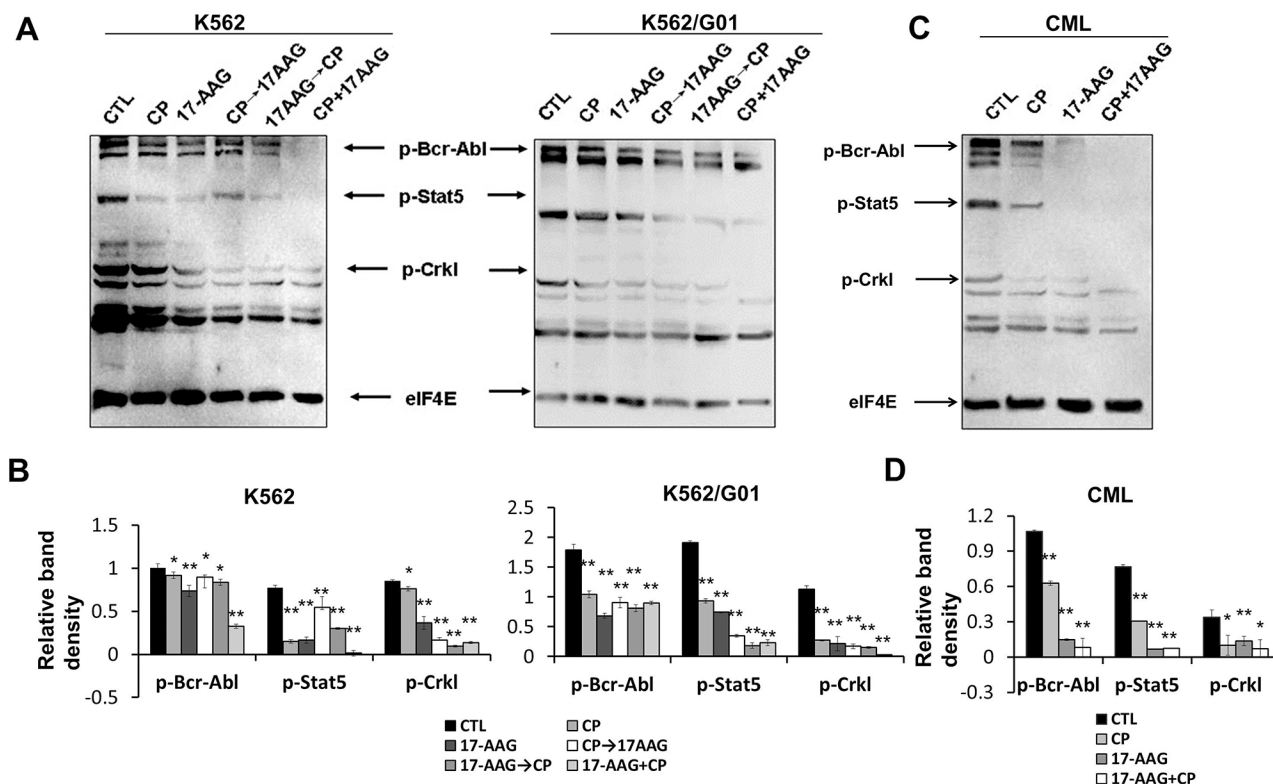 A
K562
K562/G01
C
CML
CTL
CP
17-AAG
CP→17AAG
17AAG→CP
CP+17AAG
CTL
CP
17-AAG
CP→17AAG
17AAG→CP
CP+17AAG
CTL
CP
17-AAG
CP+17AAG
p-Bcr-Abl
p-Stat5
p-Crkl
eIF4E
p-Bcr-Abl
p-Stat5
p-Crkl
eIF4E
B
K562
Relative band
density
1.5
1
0.5
0
-0.5
* ** * * **
** ** ** ** **
* ** ** ** **
p-Bcr-Abl p-Stat5 p-Crkl
K562/G01
2.5
2
1.5
1
0.5
0
** ** ** ** **
** ** ** ** **
** ** ** ** **
p-Bcr-Abl p-Stat5 p-Crkl
CTL
CP
17-AAG
CP→17AAG
17-AAG→CP
17-AAG+CP
D
CML
Relative band
density
1.2
0.9
0.6
0.3
0
-0.3
** ** **
** ** **
* ** *
p-Bcr-Abl p-Stat5 p-Crkl
CTL
CP
17-AAG
17-AAG+CP